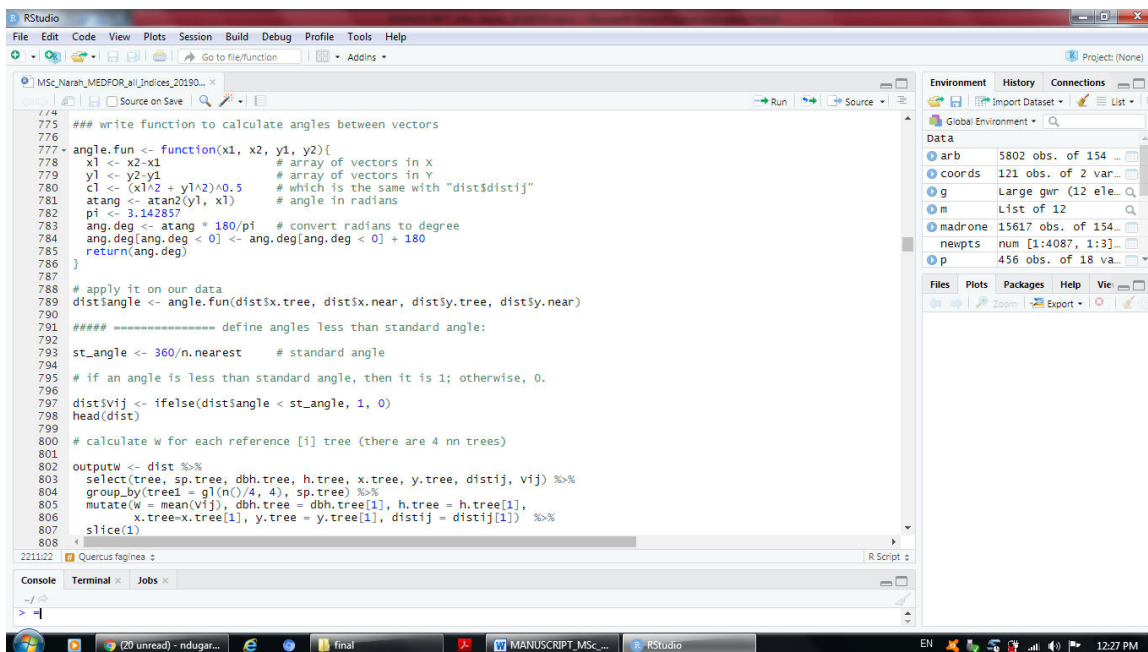 RStudio
File Edit Code View Plots Session Build Debug Profile Tools Help
Go to file/function Addins Project: (None)
MSc_Narah_MEDFOR_all_Indices_20190...
Source on Save Run Source
774
775 ### write function to calculate angles between vectors
776
777 angle.fun <- function(x1, x2, y1, y2){
778 xl <- x2-x1 # array of vectors in X
779 yl <- y2-y1 # array of vectors in Y
780 cl <- (xl^2 + yl^2)^0.5 # which is the same with "dist$distij"
781 atang <- atan2(yl, xl) # angle in radians
782 pi <- 3.142857
783 ang.deg <- atang * 180/pi # convert radians to degree
784 ang.deg[ang.deg < 0] <- ang.deg[ang.deg < 0] + 180
785 return(ang.deg)
786 }
787
788 # apply it on our data
789 dist$angle <- angle.fun(dist$x.tree, dist$x.near, dist$y.tree, dist$y.near)
790
791 ##### =============== define angles less than standard angle:
792
793 st_angle <- 360/n.nearest # standard angle
794
795 # if an angle is less than standard angle, then it is 1; otherwise, 0.
796
797 dist$vij <- ifelse(dist$angle < st_angle, 1, 0)
798 head(dist)
799
800 # calculate W for each reference [i] tree (there are 4 nn trees)
801
802 outputW <- dist %>%
803 select(tree, sp.tree, dbh.tree, h.tree, x.tree, y.tree, distij, vij) %>%
804 group_by(tree1 = gl(n()/4, 4), sp.tree) %>%
805 mutate(W = mean(vij), dbh.tree = dbh.tree[1], h.tree = h.tree[1],
806 x.tree=x.tree[1], y.tree = y.tree[1], distij = distij[1]) %>%
807 slice(1)
808
2211:22 Quercus faginea R Script
Console Terminal Jobs
~/
> =
Environment History Connections
Import Dataset List
Global Environment
Data
arb 5802 obs. of 154 ...
coords 121 obs. of 2 var...
g Large gwr (12 ele...
m List of 12
madrone 15617 obs. of 154...
newpts num [1:4087, 1:3]...
p 456 obs. of 18 va...
Files Plots Packages Help
Zoom Export
(20 unread) - ndugar... final MANUSCRIPT_MSc_... RStudio EN 12:27 PM